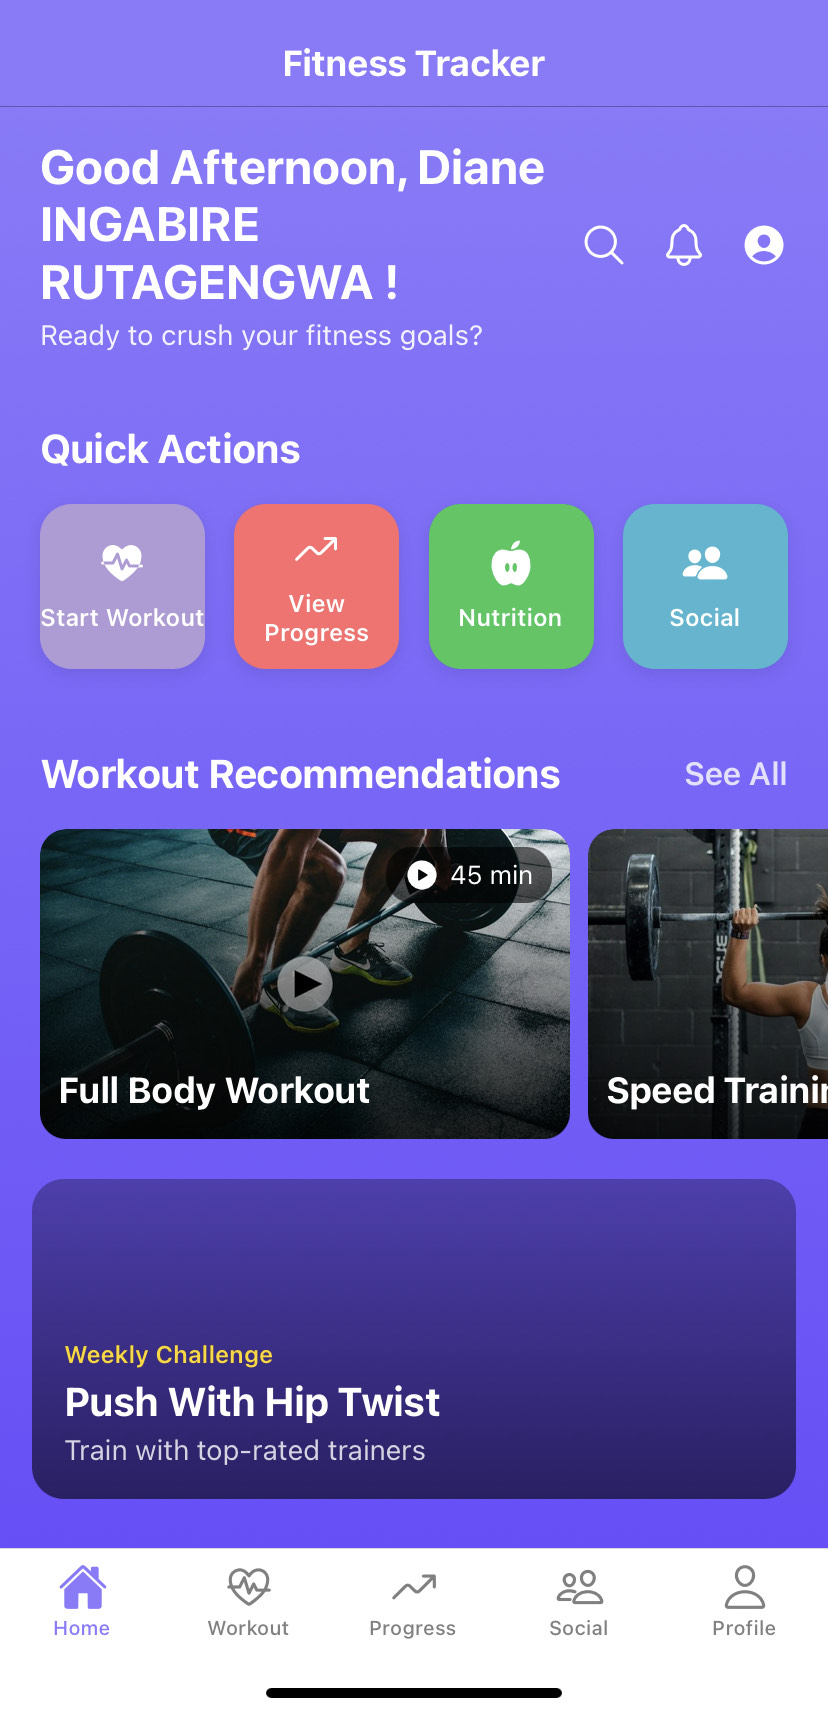 Fitness Tracker
Good Afternoon, Diane
INGABIRE
RUTAGENGWA !
Ready to crush your fitness goals?
Quick Actions
Start Workout
View
Progress
Nutrition
Social
Workout Recommendations
See All
45 min
Full Body Workout
Speed Trainin
Weekly Challenge
Push With Hip Twist
Train with top-rated trainers
Home
Workout
Progress
Social
Profile